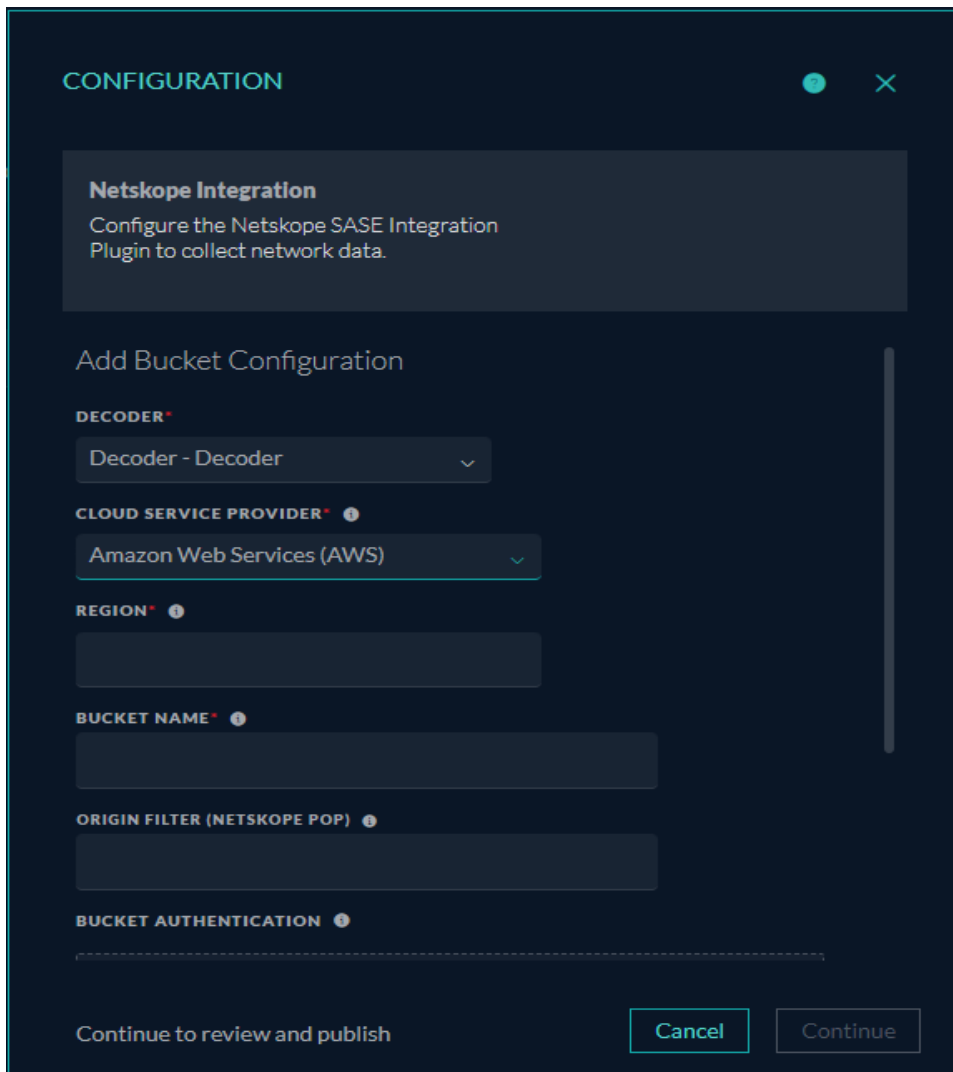 CONFIGURATION
Netskope Integration
Configure the Netskope SASE Integration
Plugin to collect network data.
Add Bucket Configuration
DECODER*
Decoder - Decoder
CLOUD SERVICE PROVIDER*
Amazon Web Services (AWS)
REGION*
BUCKET NAME*
ORIGIN FILTER (NETSKOPE POP)
BUCKET AUTHENTICATION
Continue to review and publish
Cancel
Continue